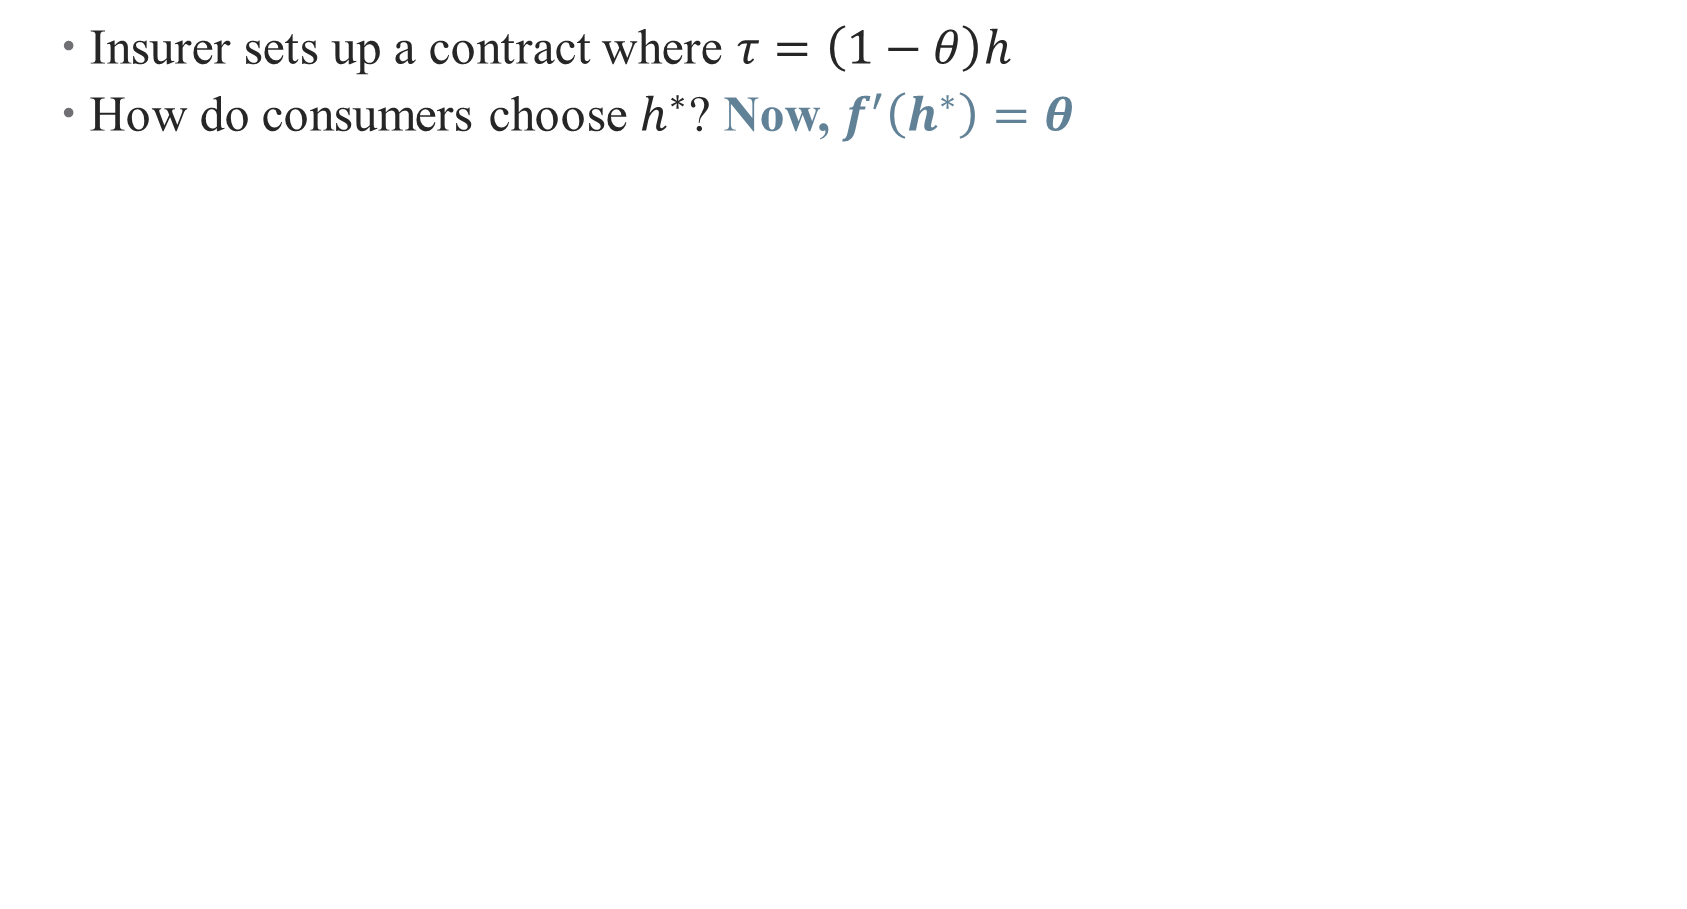 • Insurer sets up a contract where τ = (1 − θ)h
• How do consumers choose h*? Now, f′(h*) = θ